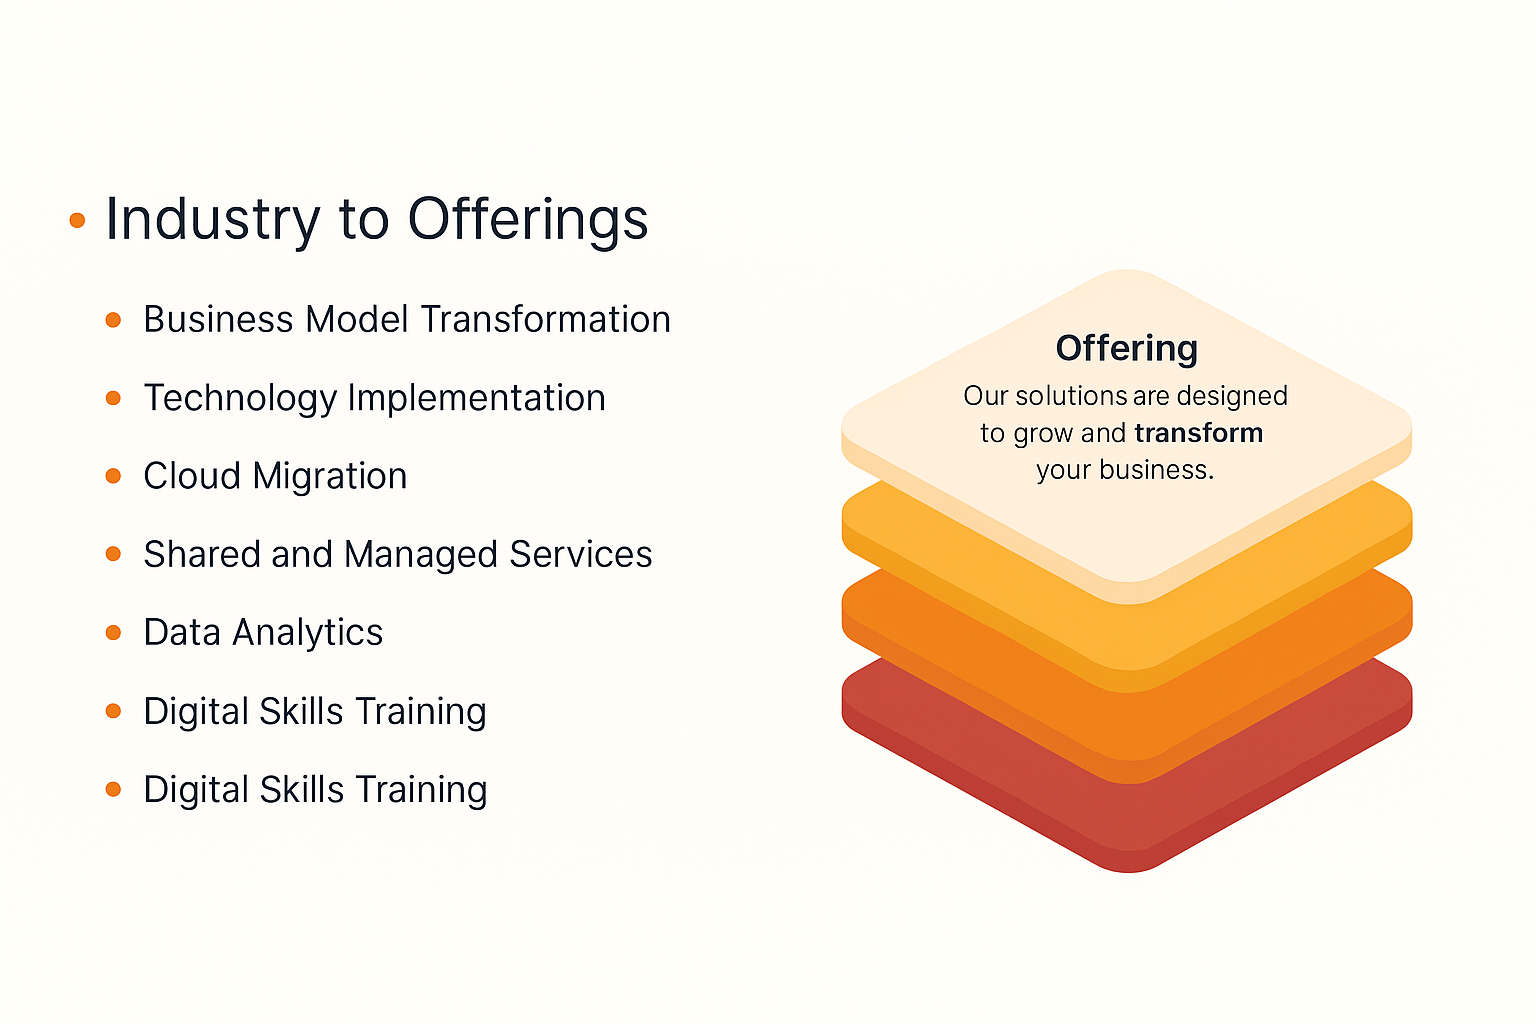 • Industry to Offerings
• Business Model Transformation
• Technology Implementation
• Cloud Migration
• Shared and Managed Services
• Data Analytics
• Digital Skills Training
• Digital Skills Training
Offering
Our solutions are designed
to grow and transform
your business.